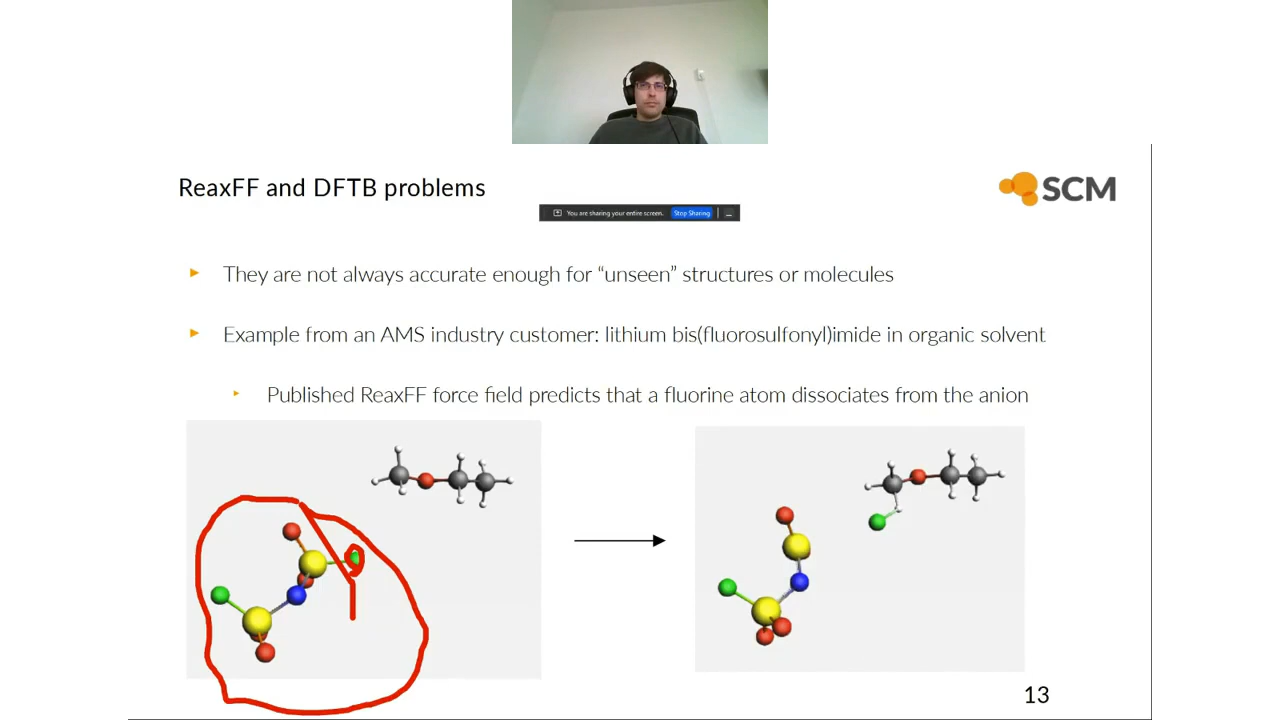 ReaxFF and DFTB problems
SCM
You are sharing your entire screen. Stop Sharing
They are not always accurate enough for “unseen” structures or molecules
Example from an AMS industry customer: lithium bis(fluorosulfonyl)imide in organic solvent
Published ReaxFF force field predicts that a fluorine atom dissociates from the anion
13